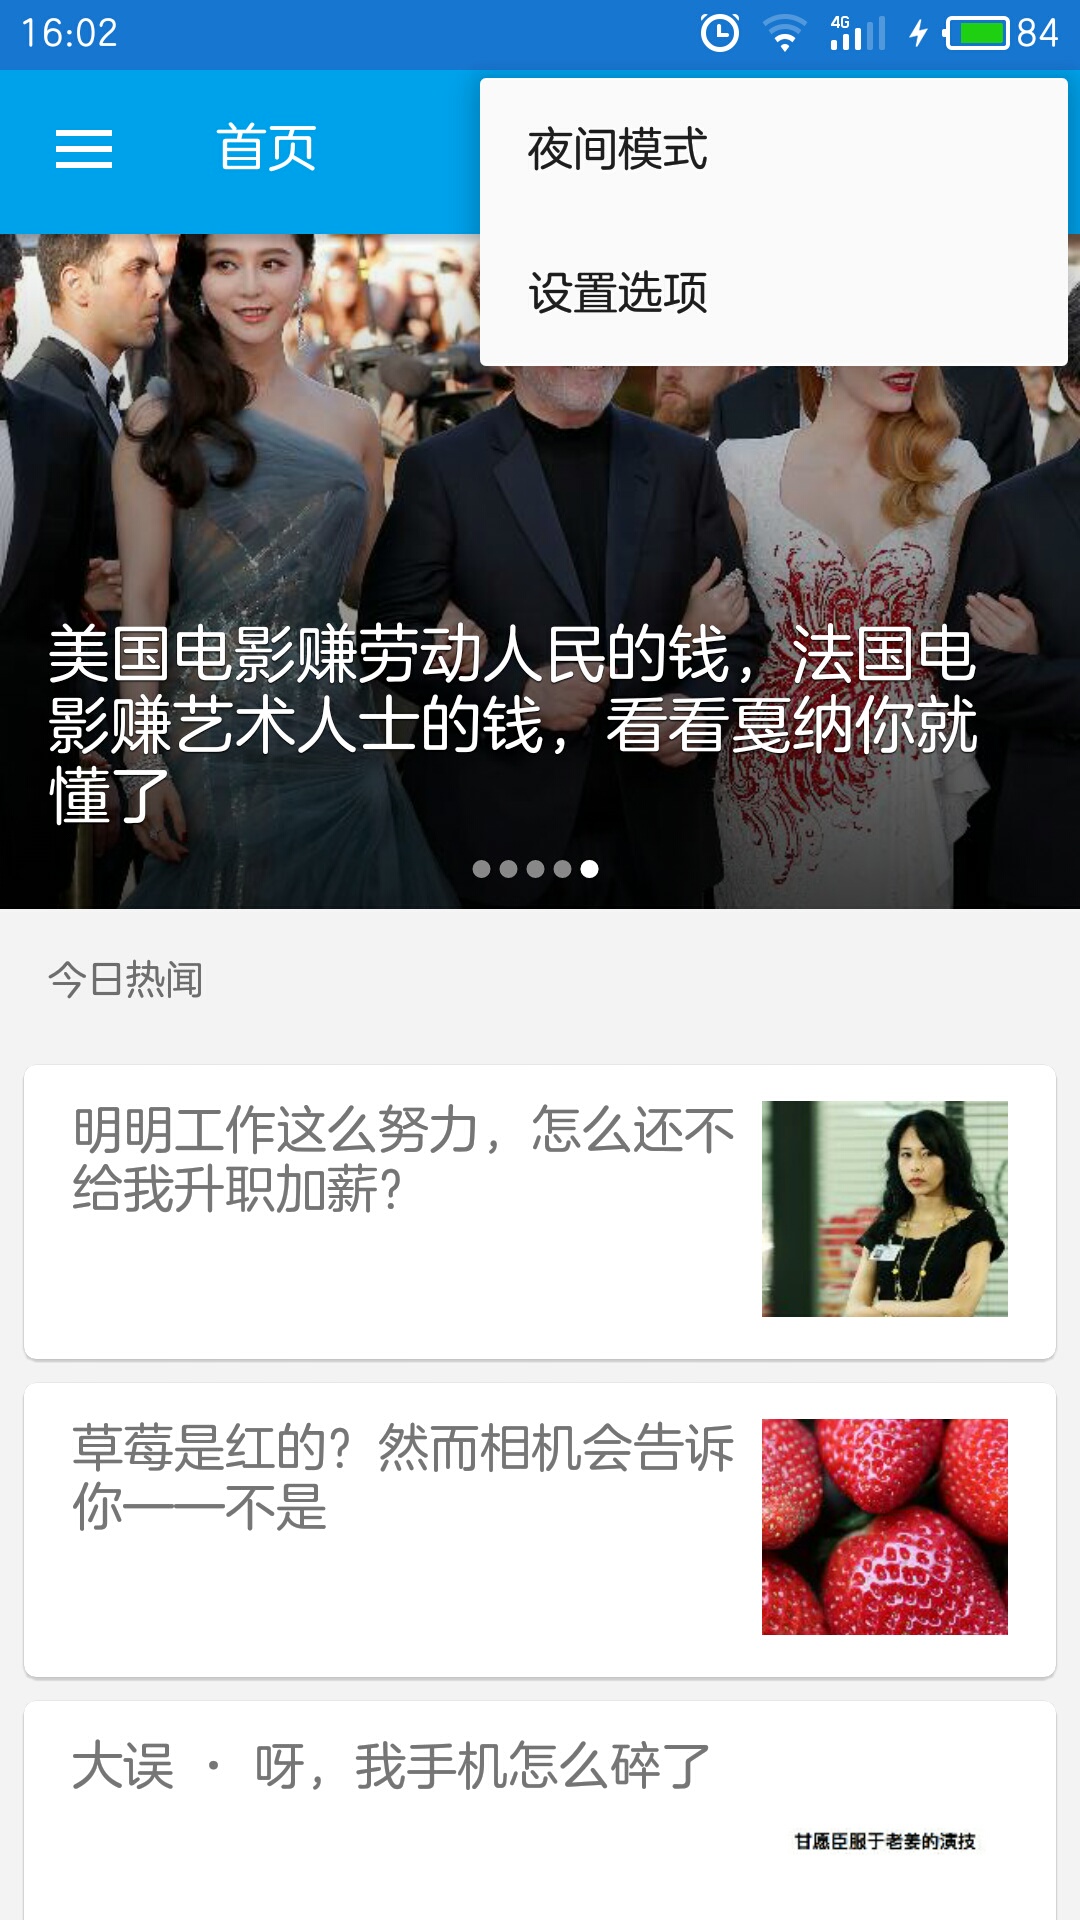 16:02
4G
84
首页
夜间模式
设置选项
美国电影赚劳动人民的钱，法国电
影赚艺术人士的钱，看看戛纳你就
懂了
今日热闻
明明工作这么努力，怎么还不
给我升职加薪？
草莓是红的？然而相机会告诉
你——不是
大误 · 呀，我手机怎么碎了
甘愿臣服于老姜的演技